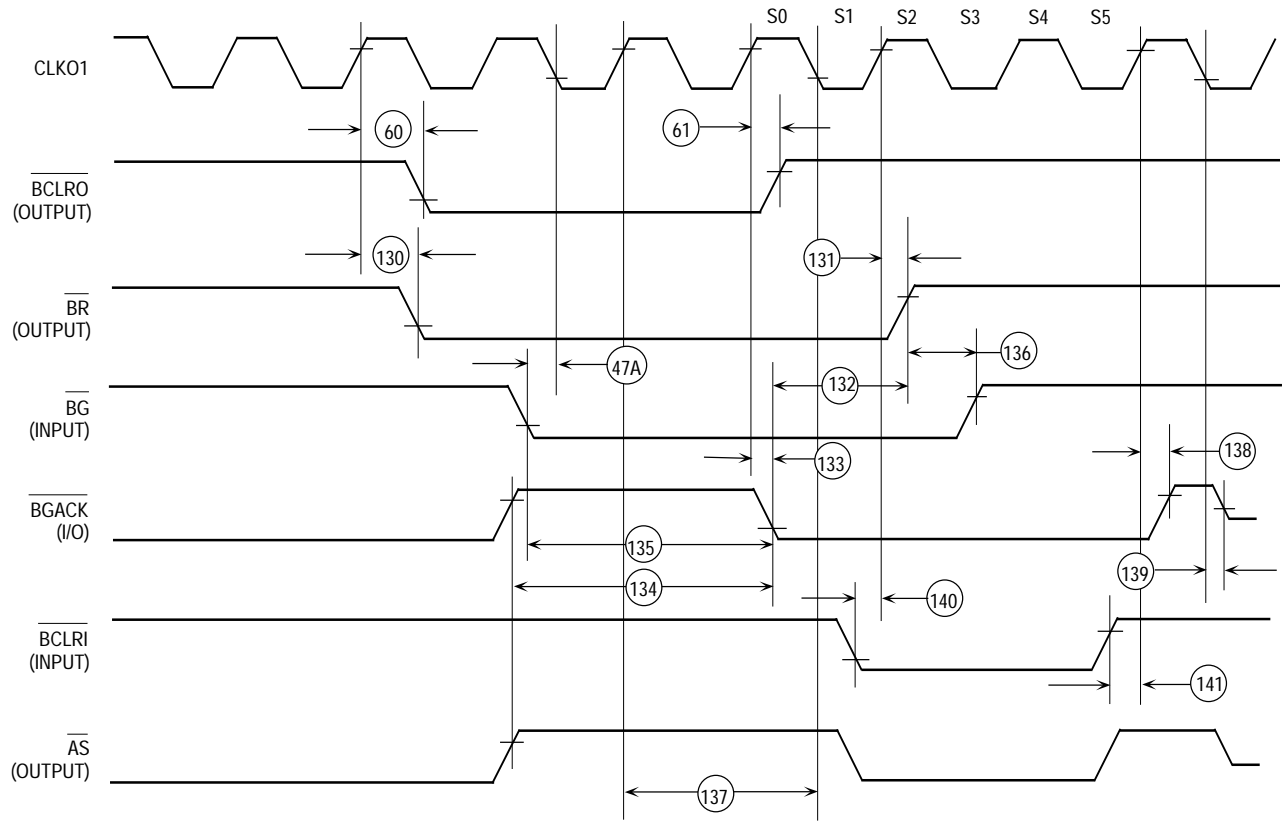 S0 S1 S2 S3 S4 S5
CLKO1
60
61
BCLRO
(OUTPUT)
130
131
BR
(OUTPUT)
47A
136
132
BG
(INPUT)
133
138
BGACK
(I/O)
135
139
134
140
BCLRI
(INPUT)
141
AS
(OUTPUT)
137